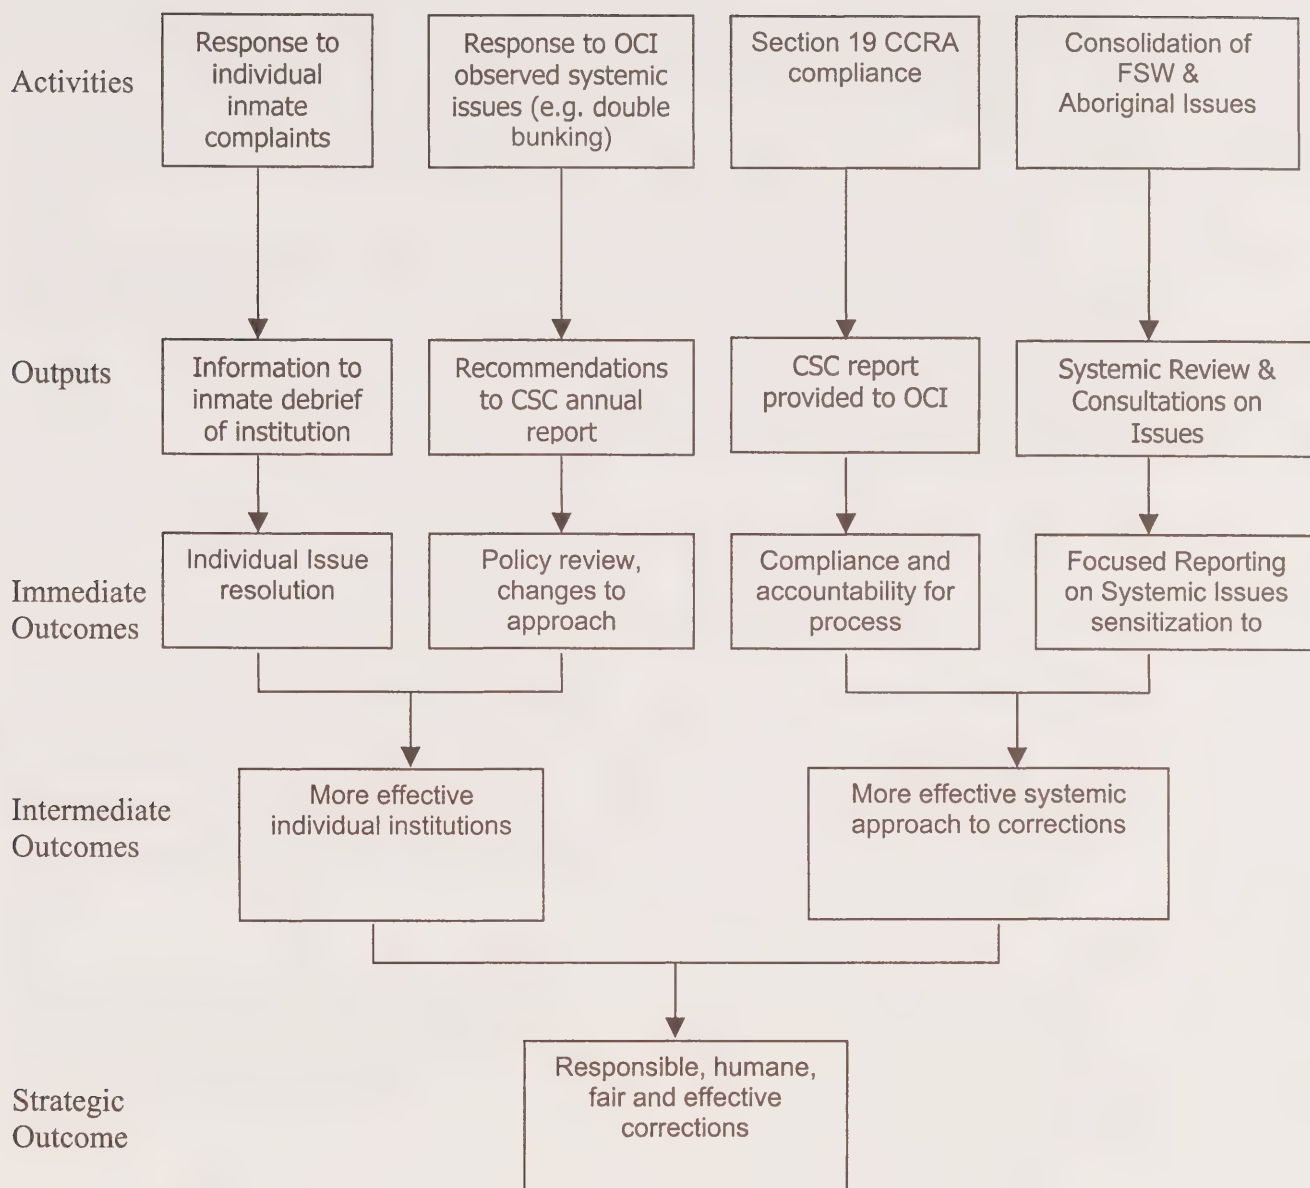 Activities
Response to
individual
inmate
complaints
Response to OCI
observed systemic
issues (e.g. double
bunking)
Section 19 CCRA
compliance
Consolidation of
FSW &
Aboriginal Issues
Outputs
Information to
inmate debrief
of institution
Recommendations
to CSC annual
report
CSC report
provided to OCI
Systemic Review &
Consultations on
Issues
Immediate
Outcomes
Individual Issue
resolution
Policy review,
changes to
approach
Compliance and
accountability for
process
Focused Reporting
on Systemic Issues
sensitization to
Intermediate
Outcomes
More effective
individual institutions
More effective systemic
approach to corrections
Strategic
Outcome
Responsible, humane,
fair and effective
corrections